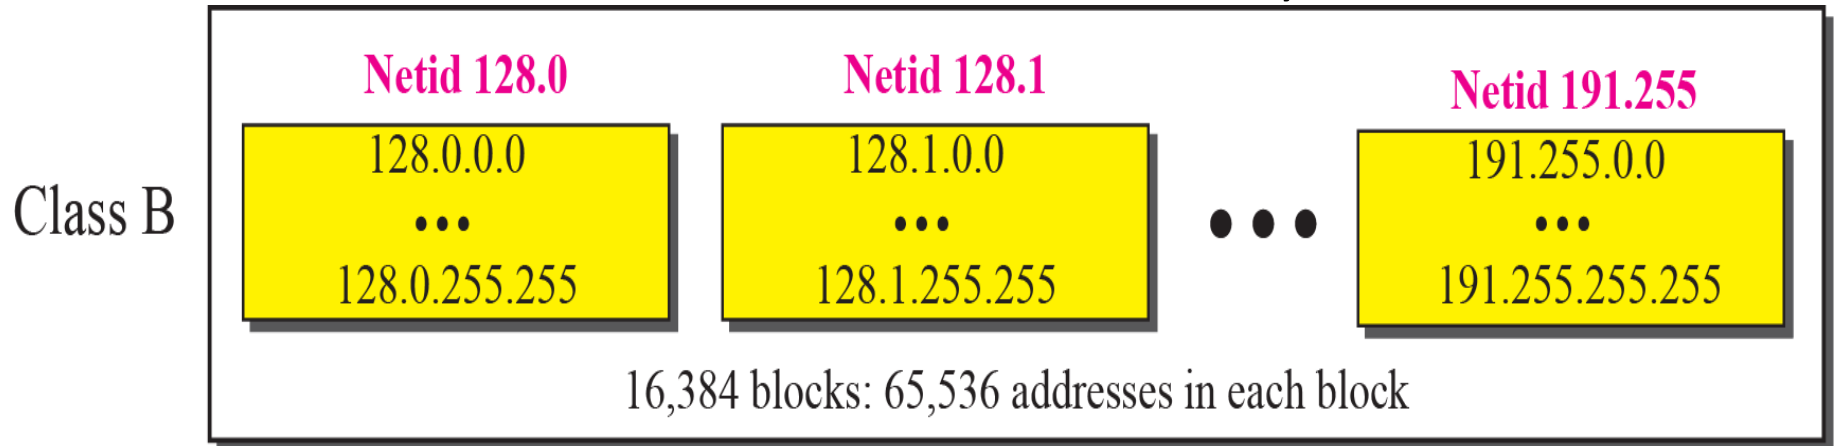 Class B
Netid 128.0
128.0.0.0
•••
128.0.255.255
Netid 128.1
128.1.0.0
•••
128.1.255.255
•••
Netid 191.255
191.255.0.0
•••
191.255.255.255
16,384 blocks: 65,536 addresses in each block